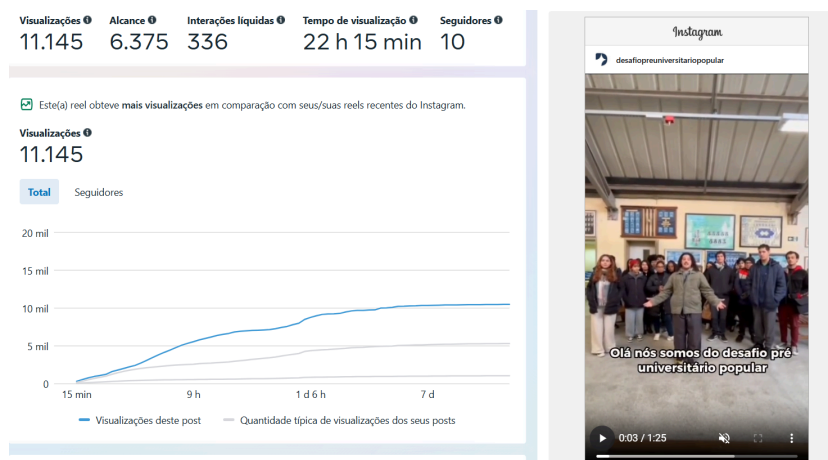 Visualizações
11.145
Alcance
6.375
Interações líquidas
336
Tempo de visualização
22 h 15 min
Seguidores
10
Este(a) reel obteve mais visualizações em comparação com seus/suas reels recentes do Instagram.
Visualizações
11.145
Total
Seguidores
20 mil
15 mil
10 mil
5 mil
0
15 min
9 h
1 d 6 h
7 d
Visualizações deste post
Quantidade típica de visualizações dos seus posts
Instagram
desafiopreuniversitariopopular
Olá nós somos do desafio pré
universitário popular
0:03 / 1:25